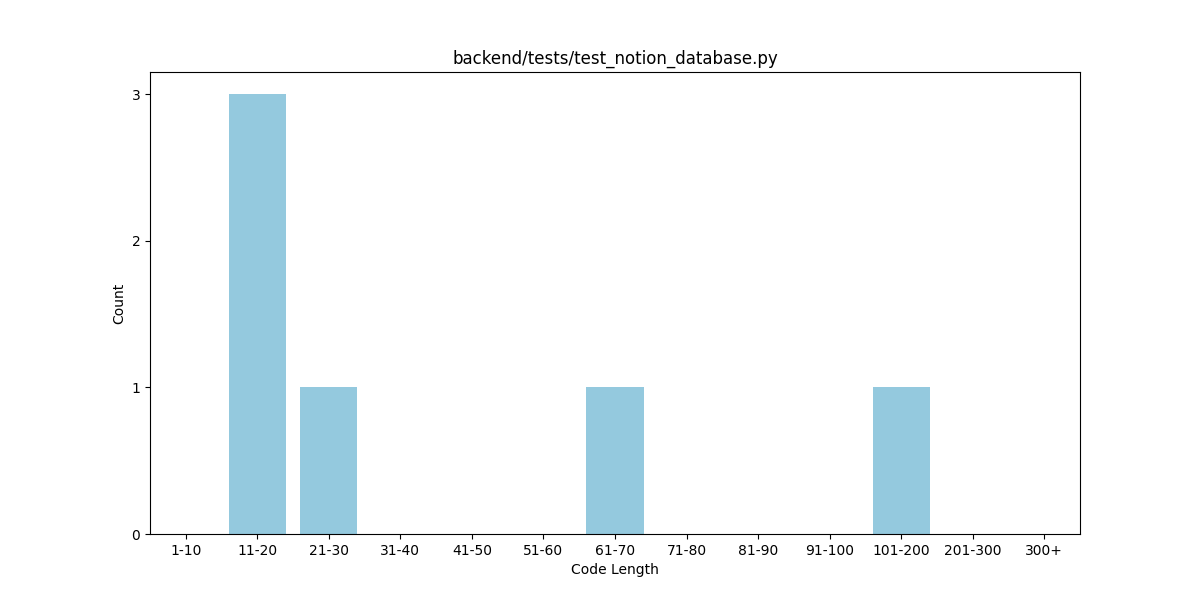 backend/tests/test_notion_database.py
3
2
1
0
Count
1-10 11-20 21-30 31-40 41-50 51-60 61-70 71-80 81-90 91-100 101-200 201-300 300+
Code Length